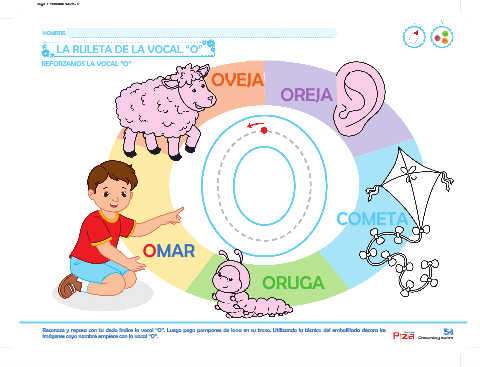 NOMBRE:
LA RULETA DE LA VOCAL "O"
REFORZAMOS LA VOCAL "O"
OVEJA
OREJA
COMETA
OMAR
ORUGA
Reconoce y repasa con tu dedo índice la vocal "O". Luego pega pompones de lana en su trazo. Utilizando la técnica del embolillado decora las
imágenes cuyo nombre empiece con la vocal "O".